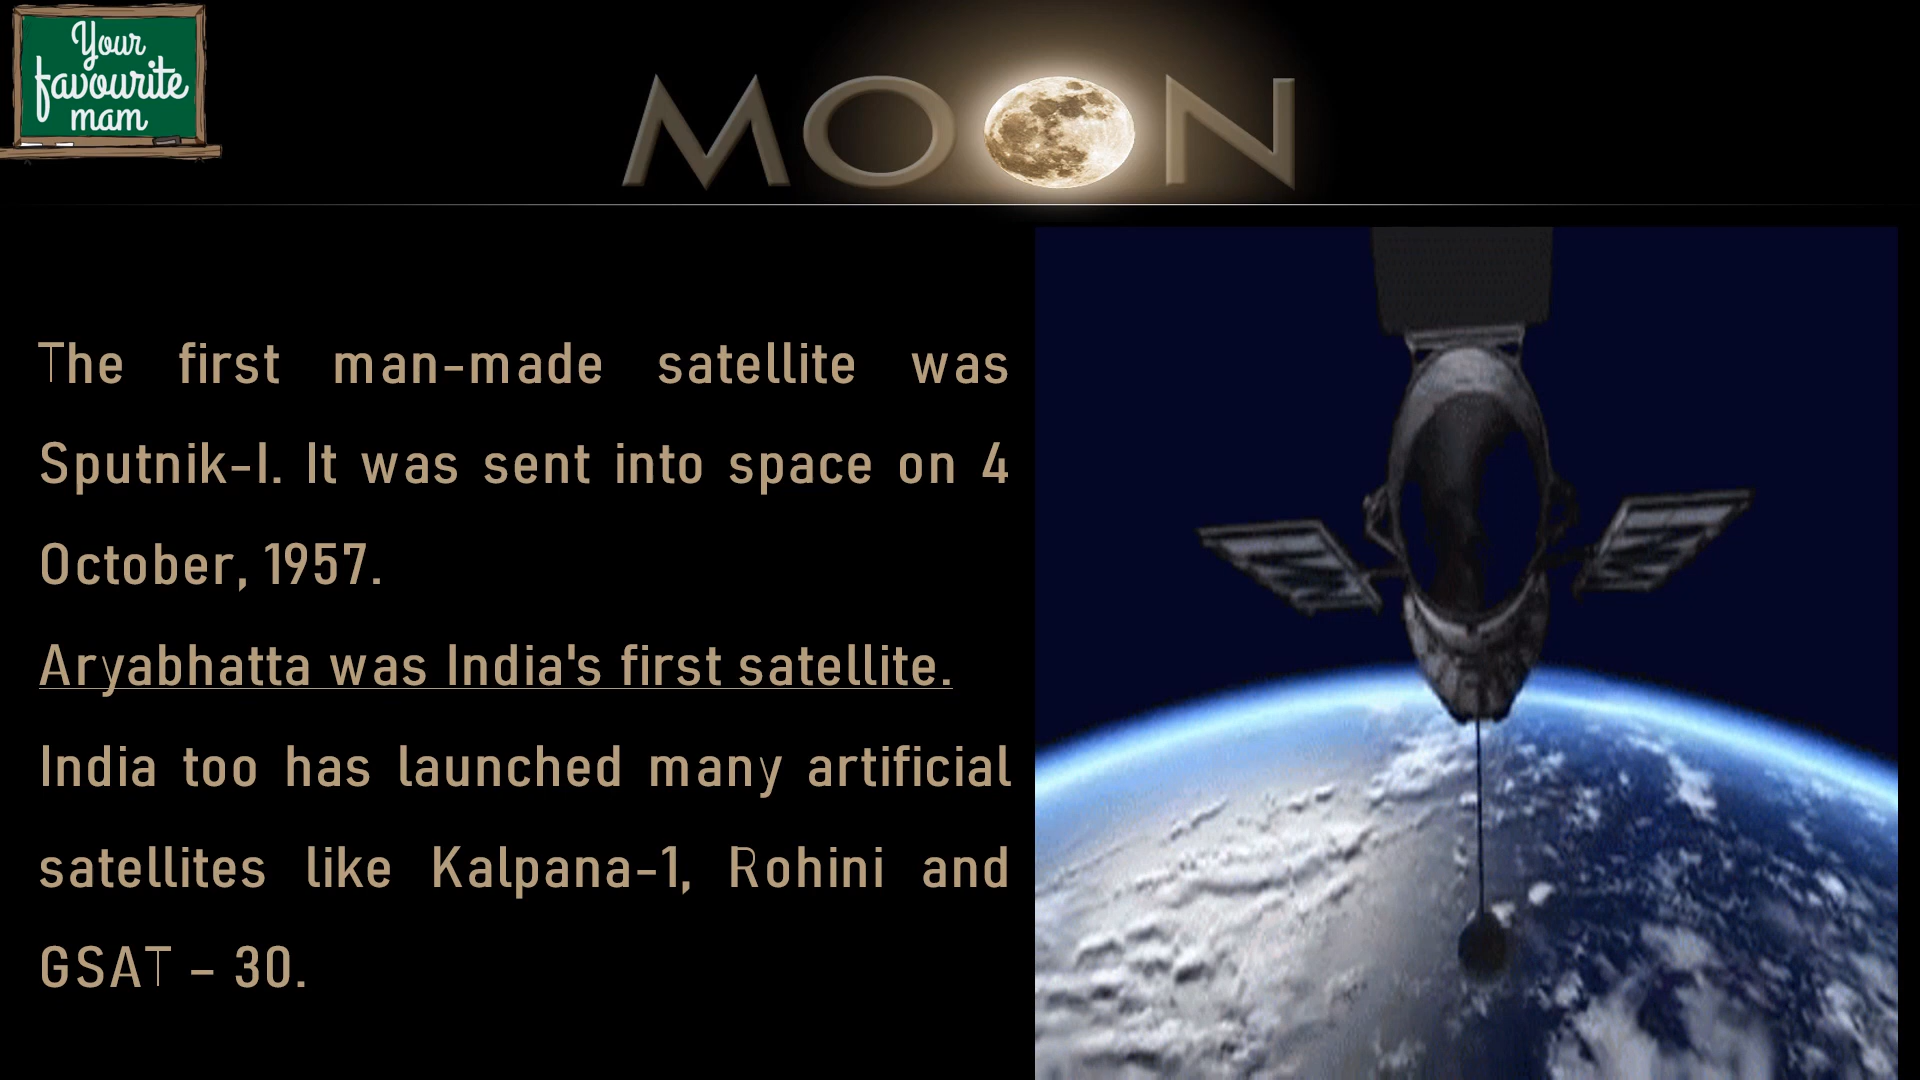 Your
favourite
mam
MOON
The first man-made satellite was
Sputnik-I. It was sent into space on 4
October, 1957.
Aryabhatta was India's first satellite.
India too has launched many artificial
satellites like Kalpana-1, Rohini and
GSAT – 30.